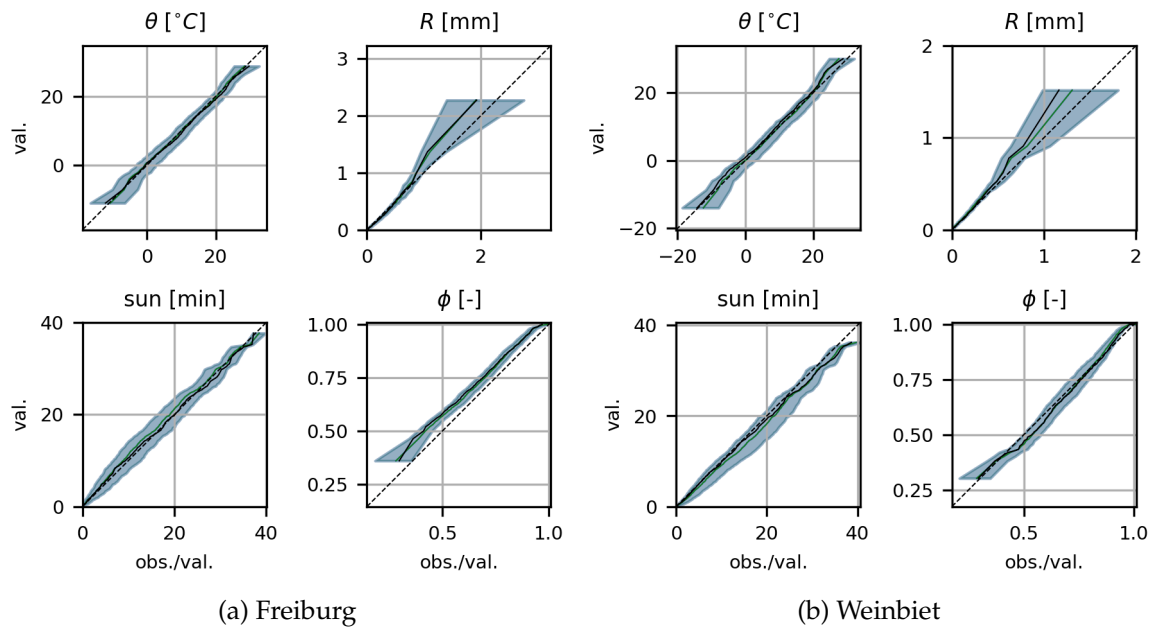 θ [°C]
R [mm]
val.
20
0
0
20
3
2
1
0
0
2
sun [min]
ϕ [-]
val.
40
20
0
0
20
40
obs./val.
1.00
0.75
0.50
0.25
0.5
1.0
obs./val.
(a) Freiburg
θ [°C]
R [mm]
val.
20
0
−20
−20
0
20
2
1
0
0
1
2
sun [min]
ϕ [-]
val.
40
20
0
0
20
40
obs./val.
1.00
0.75
0.50
0.25
0.5
1.0
obs./val.
(b) Weinbiet